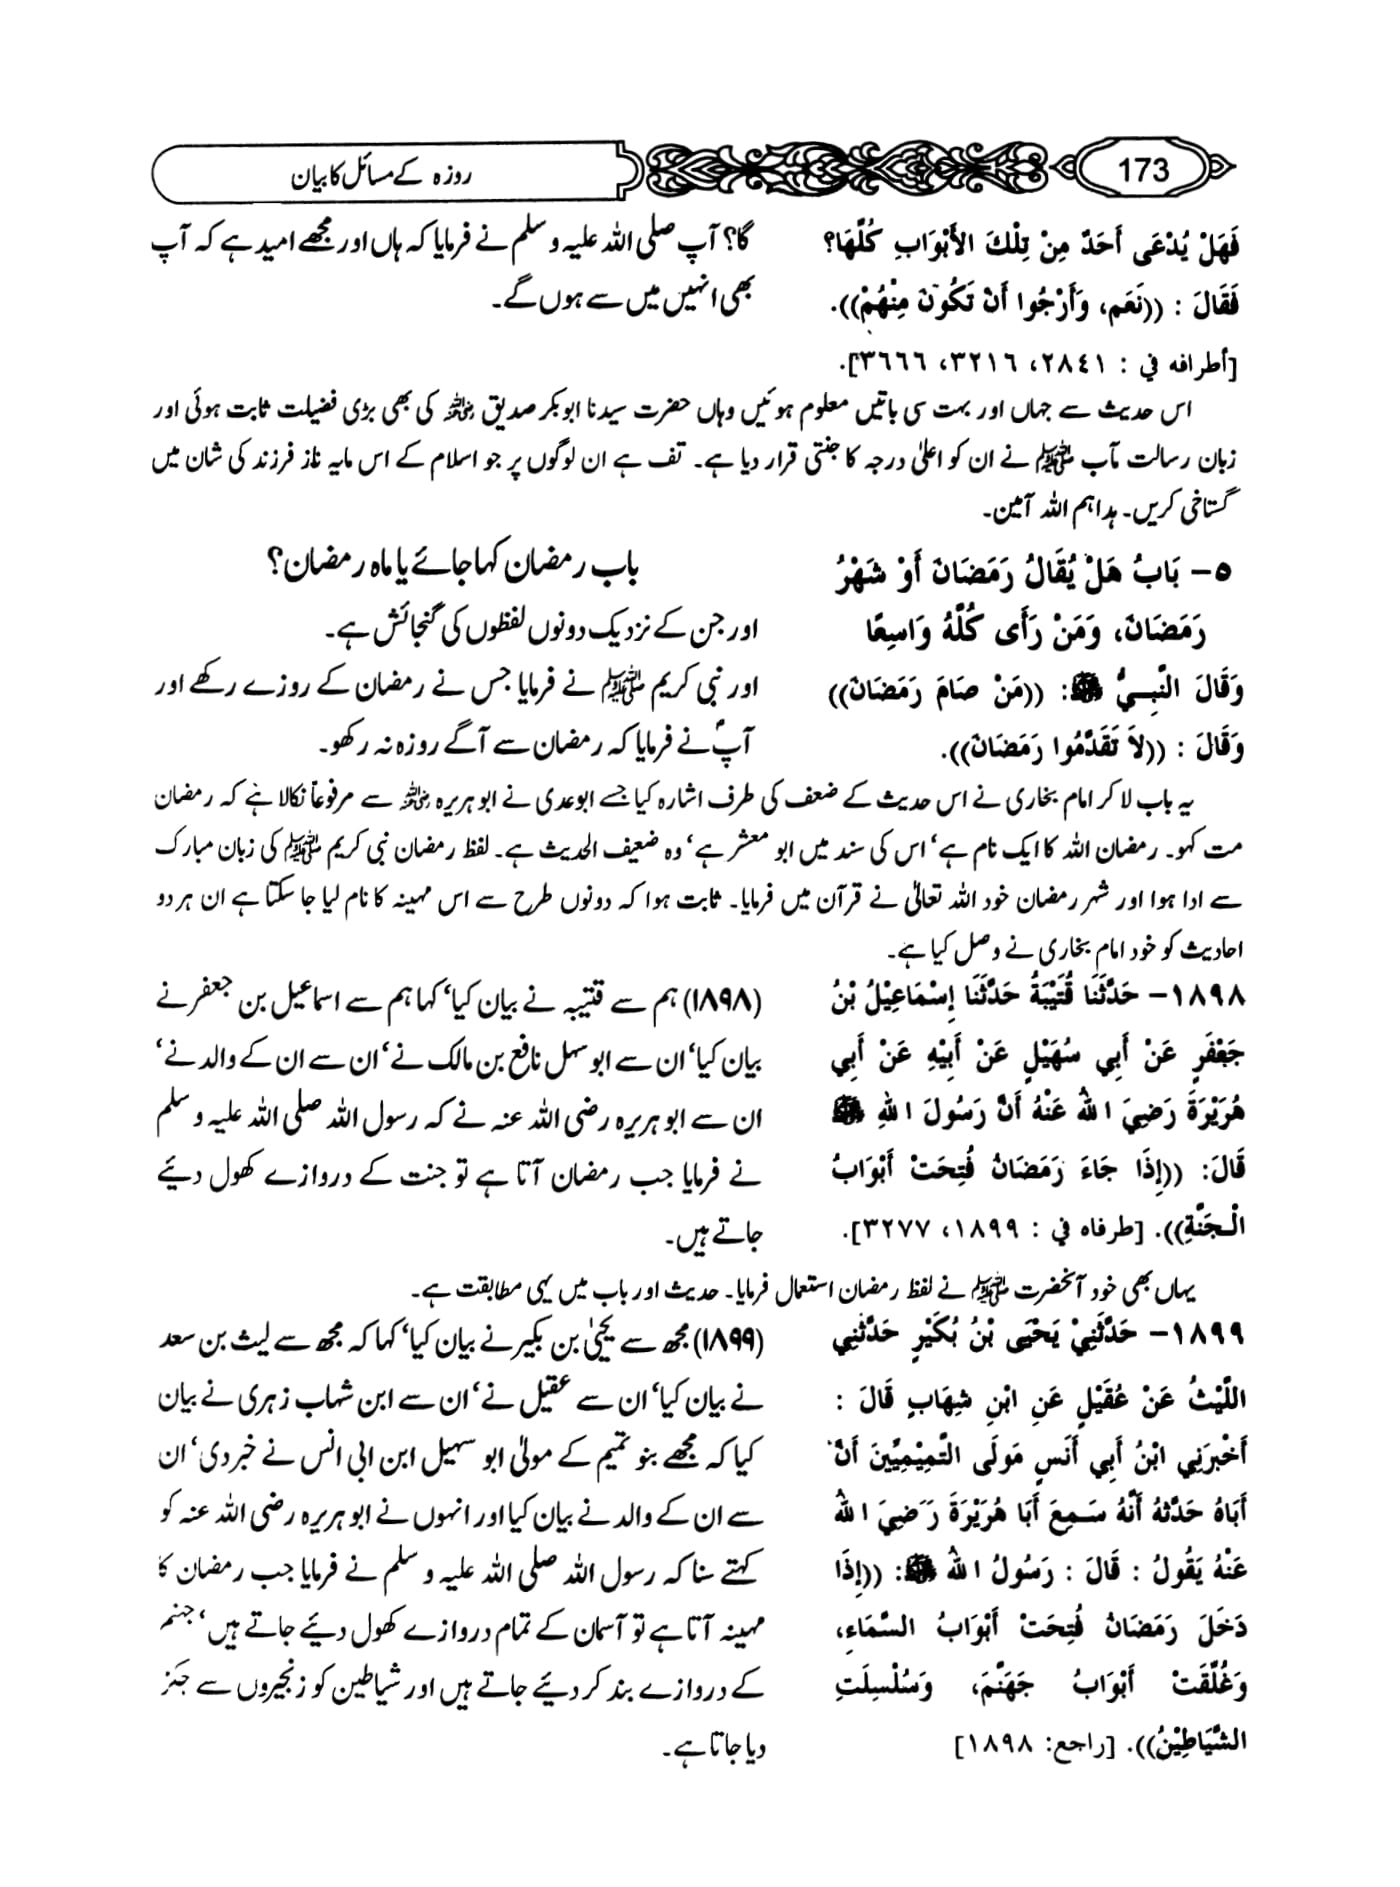 173
روزہ کے مسائل کا بیان
فَهَلْ يُدْعَى أَحَدٌ مِنْ تِلْكَ الأَبْوَابِ كُلِّهَا؟
فَقَالَ : ((نَعَم، وَأَرْجُوا أَنْ تَكُونَ مِنْهُمْ)).
[أطرافه في : ٢٨٤١، ٣٢١٦، ٣٦٦٦].
گا؟ آپ صلی اللہ علیہ وسلم نے فرمایا کہ ہاں اور مجھے امید ہے کہ آپ
بھی انہیں میں سے ہوں گے۔
اس حدیث سے جہاں اور بہت سی باتیں معلوم ہوئیں وہاں حضرت سیدنا ابوبکر صدیق رضی اللہ عنہ کی بھی بڑی فضیلت ثابت ہوئی اور
زبان رسالت مآب ﷺ نے ان کو اعلیٰ درجہ کا جنتی قرار دیا ہے۔ تف ہے ان لوگوں پر جو اسلام کے اس مایہ ناز فرزند کی شان میں
گستاخی کریں۔ ہداہم اللہ آمین۔
٥- بَابُ هَلْ يُقَالُ رَمَضَانَ أَوْ شَهْرُ
رَمَضَانَ، وَمَنْ رَأَى كُلَّهُ وَاسِعًا
وَقَالَ النَّبِيُّ ﷺ: ((مَنْ صَامَ رَمَضَانَ))
وَقَالَ : ((لاَ تَقَدَّمُوا رَمَضَانَ)).
باب رمضان کہا جائے یا ماہ رمضان؟
اور جن کے نزدیک دونوں لفظوں کی گنجائش ہے۔
اور نبی کریم ﷺ نے فرمایا جس نے رمضان کے روزے رکھے اور
آپؐ نے فرمایا کہ رمضان سے آگے روزہ نہ رکھو۔
یہ باب لا کر امام بخاری نے اس حدیث کے ضعف کی طرف اشارہ کیا جسے ابوعدی نے ابو ہریرہ رضی اللہ عنہ سے مرفوعاً نکالا ہے کہ رمضان
مت کہو۔ رمضان اللہ کا ایک نام ہے‘ اس کی سند میں ابو معشر ہے‘ وہ ضعیف الحدیث ہے۔ لفظ رمضان نبی کریم ﷺ کی زبان مبارک
سے ادا ہوا اور شہر رمضان خود اللہ تعالیٰ نے قرآن میں فرمایا۔ ثابت ہوا کہ دونوں طرح سے اس مہینہ کا نام لیا جا سکتا ہے ان ہر دو
احادیث کو خود امام بخاری نے وصل کیا ہے۔
١٨٩٨- حَدَّثَنَا قُتَيْبَةُ حَدَّثَنَا إِسْمَاعِيْلُ بْنُ
جَعْفَرٍ عَنْ أَبِي سُهَيْلٍ عَنْ أَبِيْهِ عَنْ أَبِي
هُرَيْرَةَ رَضِيَ اللهُ عَنْهُ أَنَّ رَسُولَ اللهِ ﷺ
قَالَ: ((إِذَا جَاءَ رَمَضَانُ فُتِحَتْ أَبْوَابُ
الْجَنَّةِ)). [طرفاه في : ١٨٩٩، ٣٢٧٧].
(۱۸۹۸) ہم سے قتیبہ نے بیان کیا‘ کہا ہم سے اسماعیل بن جعفر نے
بیان کیا‘ ان سے ابو سہل نافع بن مالک نے‘ ان سے ان کے والد نے‘
ان سے ابو ہریرہ رضی اللہ عنہ نے کہ رسول اللہ صلی اللہ علیہ وسلم
نے فرمایا جب رمضان آتا ہے تو جنت کے دروازے کھول دیئے
جاتے ہیں۔
یہاں بھی خود آنحضرت ﷺ نے لفظ رمضان استعمال فرمایا۔ حدیث اور باب میں یہی مطابقت ہے۔
١٨٩٩- حَدَّثَنِيْ يَحْيَى بْنُ بُكَيْرٍ حَدَّثَنِي
اللَّيْثُ عَنْ عُقَيْلٍ عَنِ ابْنِ شِهَابٍ قَالَ :
أَخْبَرَنِي ابْنُ أَبِي أَنَسٍ مَولَى التَّمِيْمِيِّينَ أَنَّ
أَبَاهُ حَدَّثَهُ أَنَّهُ سَمِعَ أَبَا هُرَيْرَةَ رَضِيَ اللهُ
عَنْهُ يَقُولُ : قَالَ : رَسُولُ اللهِ ﷺ: ((إِذَا
دَخَلَ رَمَضَانُ فُتِحَتْ أَبْوَابُ السَّمَاءِ،
وَغُلِّقَتْ أَبْوَابُ جَهَنَّمَ، وَسُلْسِلَتِ
الشَّيَاطِيْنُ)). [راجع: ١٨٩٨]
(۱۸۹۹) مجھ سے یحییٰ بن بکیر نے بیان کیا‘ کہا کہ مجھ سے لیث بن سعد
نے بیان کیا‘ ان سے عقیل نے‘ ان سے ابن شہاب زہری نے بیان
کیا کہ مجھے بنو تمیم کے مولیٰ ابو سہیل ابن ابی انس نے خبر دی‘ ان
سے ان کے والد نے بیان کیا اور انہوں نے ابو ہریرہ رضی اللہ عنہ کو
کہتے سنا کہ رسول اللہ صلی اللہ علیہ وسلم نے فرمایا جب رمضان کا
مہینہ آتا ہے تو آسمان کے تمام دروازے کھول دیئے جاتے ہیں‘ جہنم
کے دروازے بند کر دیئے جاتے ہیں اور شیاطین کو زنجیروں سے جکڑ
دیا جاتا ہے۔